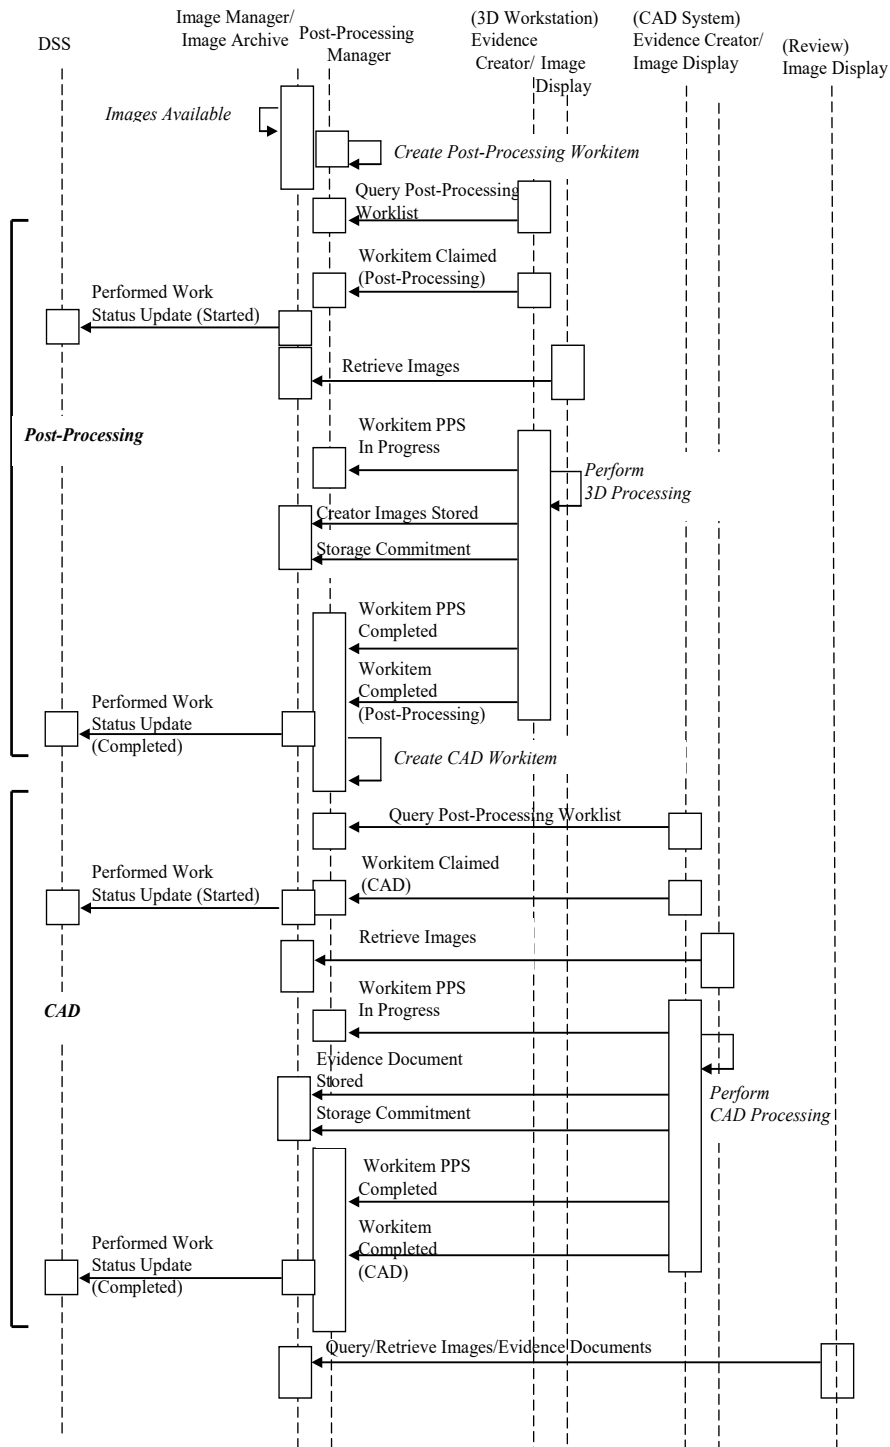 DSS
Image Manager/
Image Archive
Post-Processing
Manager
(3D Workstation)
Evidence
Creator/ Image
Display
(CAD System)
Evidence Creator/
Image Display
(Review)
Image Display
Images Available
Create Post-Processing Workitem
Query Post-Processing
Worklist
Workitem Claimed
(Post-Processing)
Performed Work
Status Update (Started)
Retrieve Images
Post-Processing
Workitem PPS
In Progress
Perform
3D Processing
Creator Images Stored
Storage Commitment
Workitem PPS
Completed
Workitem
Completed
(Post-Processing)
Performed Work
Status Update
(Completed)
Create CAD Workitem
Query Post-Processing Worklist
Workitem Claimed
(CAD)
Performed Work
Status Update (Started)
Retrieve Images
CAD
Workitem PPS
In Progress
Evidence Document
Stored
Storage Commitment
Perform
CAD Processing
Workitem PPS
Completed
Workitem
Completed
(CAD)
Performed Work
Status Update
(Completed)
Query/Retrieve Images/Evidence Documents